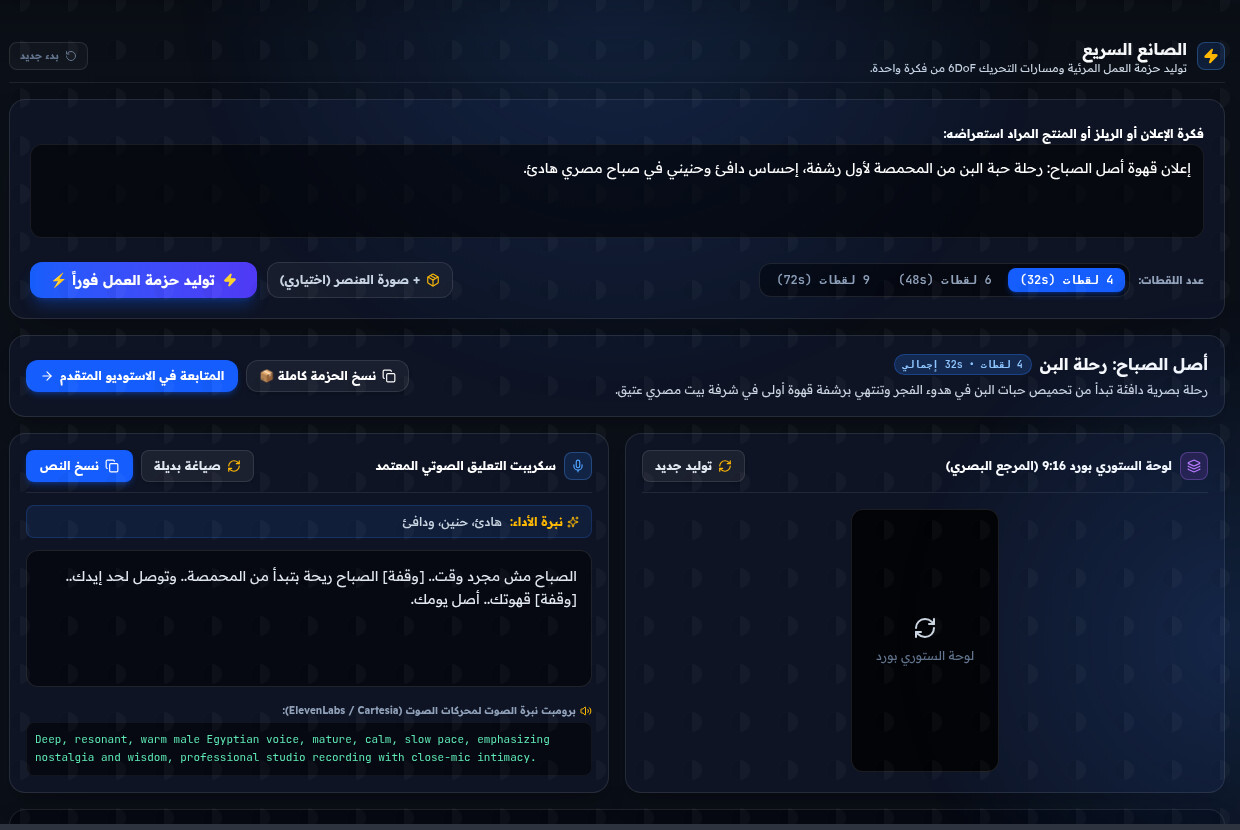 الصانع السريع
توليد حزمة العمل المرئية ومسارات التحريك 6DoF من فكرة واحدة.
بدء جديد
فكرة الإعلان أو الريلز أو المنتج المراد استعراضه:
إعلان قهوة أصل الصباح: رحلة حبة البن من المحمصة لأول رشفة، إحساس دافئ وحنيني في صباح مصري هادئ.
عدد اللقطات:
4 لقطات (32s)
6 لقطات (48s)
9 لقطات (72s)
+ صورة العنصر (اختياري)
توليد حزمة العمل فوراً ⚡
أصل الصباح: رحلة البن
4 لقطات • 32s إجمالي
رحلة بصرية دافئة تبدأ من تحميص حبات البن في هدوء الفجر وتنتهي برشفة قهوة أولى في شرفة بيت مصري عتيق.
نسخ الحزمة كاملة 📦
المتابعة في الاستوديو المتقدم
لوحة الستوري بورد 9:16 (المرجع البصري)
توليد جديد
لوحة الستوري بورد
سكريبت التعليق الصوتي المعتمد
صياغة بديلة
نسخ النص
نبرة الأداء: هادئ، حنين، ودافئ
الصباح مش مجرد وقت.. [وقفة] الصباح ريحة بتبدأ من المحمصة.. وتوصل لحد إيدك..
[وقفة] قهوتك.. أصل يومك.
برومبت نبرة الصوت لمحركات الصوت (ElevenLabs / Cartesia):
Deep, resonant, warm male Egyptian voice, mature, calm, slow pace, emphasizing
nostalgia and wisdom, professional studio recording with close-mic intimacy.